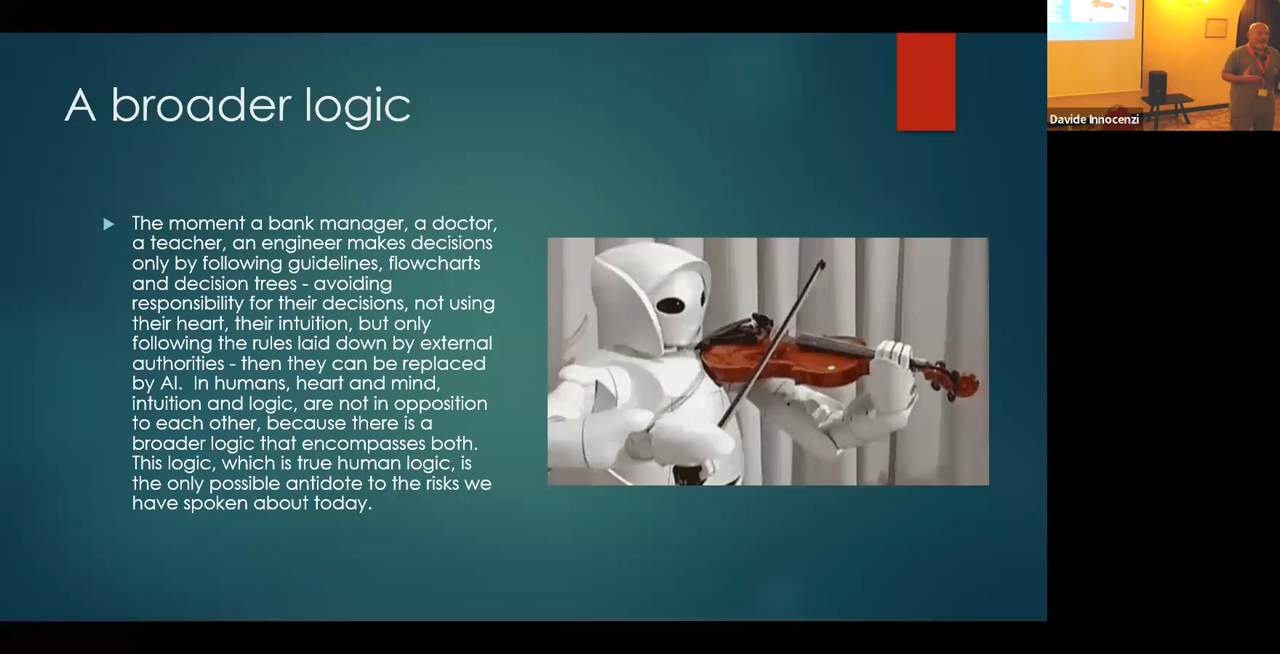 A broader logic
The moment a bank manager, a doctor,
a teacher, an engineer makes decisions
only by following guidelines, flowcharts
and decision trees - avoiding
responsibility for their decisions, not using
their heart, their intuition, but only
following the rules laid down by external
authorities - then they can be replaced
by AI. In humans, heart and mind,
intuition and logic, are not in opposition
to each other, because there is a
broader logic that encompasses both.
This logic, which is true human logic, is
the only possible antidote to the risks we
have spoken about today.
Davide Innocenzi